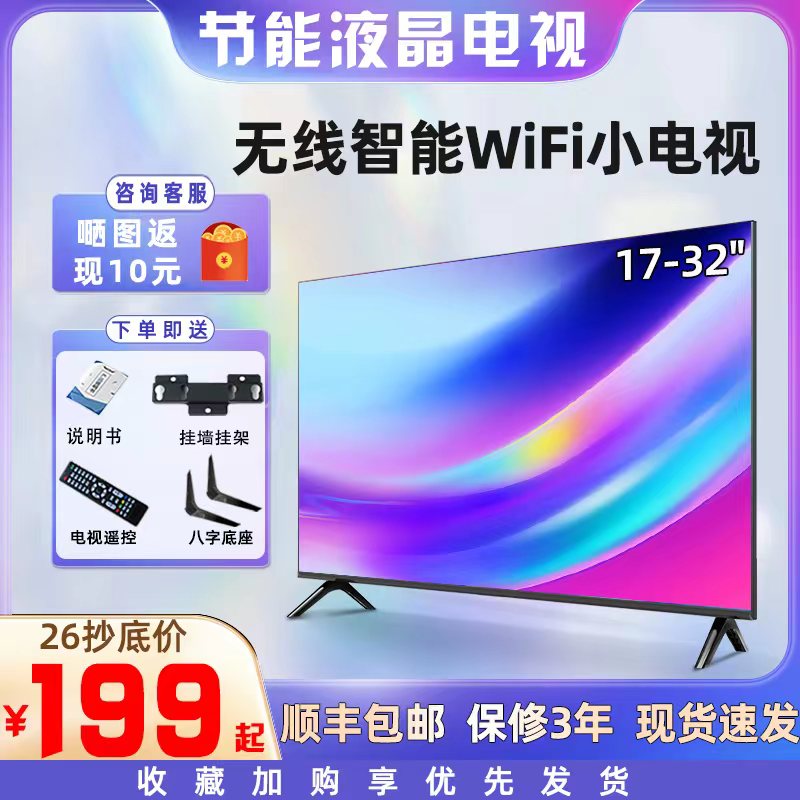 节能液晶电视
无线智能WiFi小电视
咨询客服
晒图返
现10元
17-32"
下单即送
说明书
挂墙挂架
电视遥控
八字底座
26抄底价
¥199起
顺丰包邮 保修3年 现货速发
收藏加购享优先发货